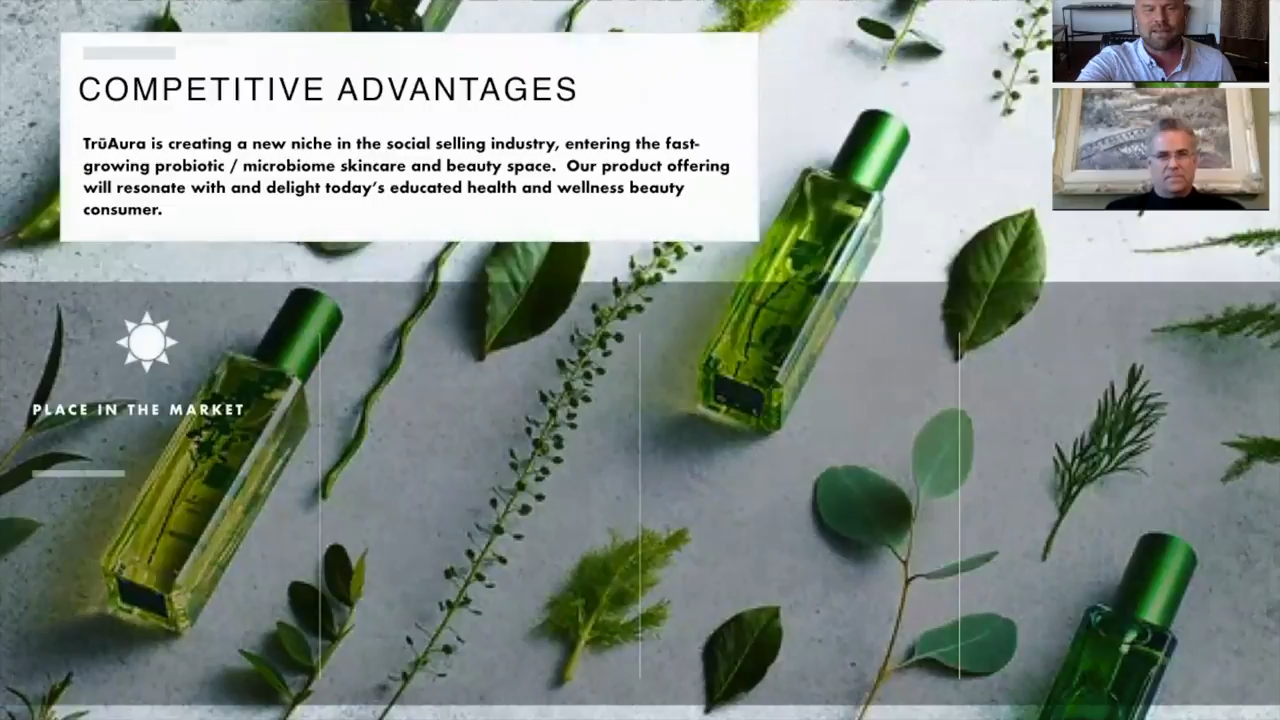 COMPETITIVE ADVANTAGES
TrūAura is creating a new niche in the social selling industry, entering the fast-
growing probiotic / microbiome skincare and beauty space.  Our product offering
will resonate with and delight today's educated health and wellness beauty
consumer.
PLACE IN THE MARKET